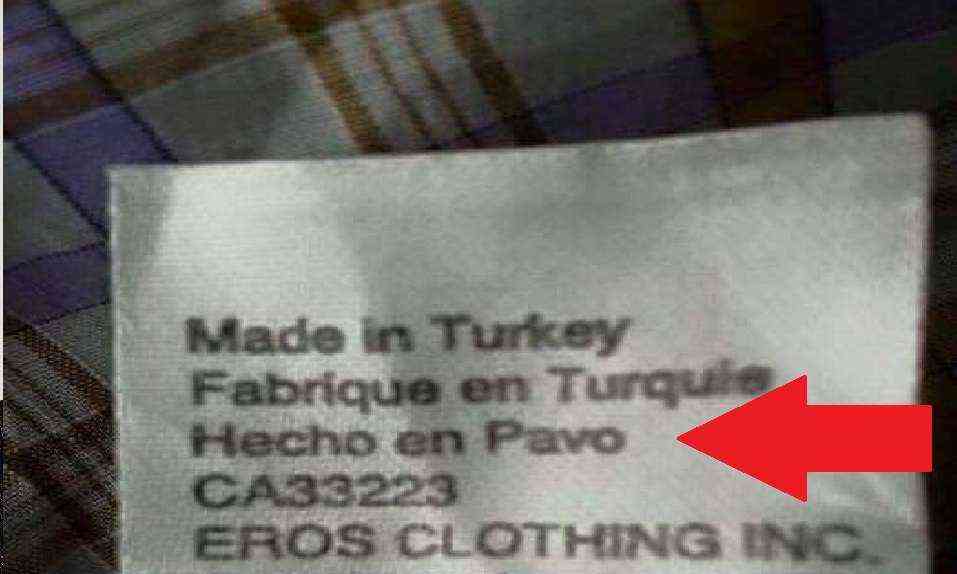 Made in Turkey
Fabrique en Turquie
Hecho en Pavo
CA33223
EROS CLOTHING INC.